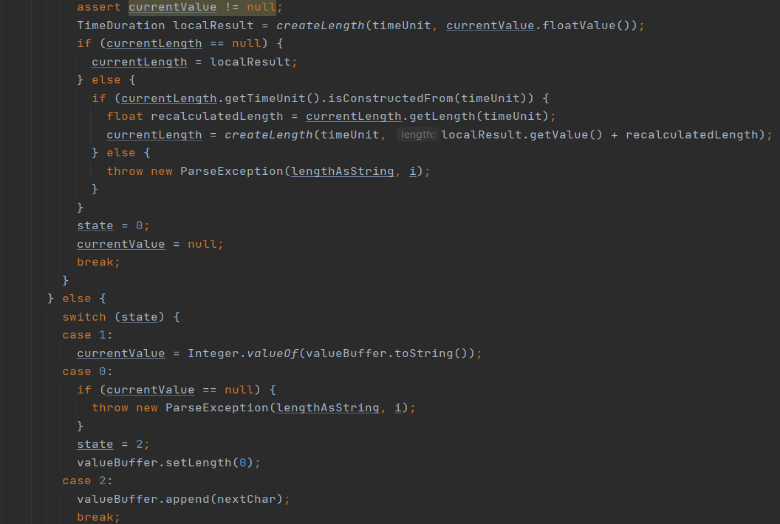 assert currentValue != null;
TimeDuration localResult = createLength(timeUnit, currentValue.floatValue());
if (currentLength == null) {
currentLength = localResult;
} else {
if (currentLength.getTimeUnit().isConstructedFrom(timeUnit)) {
float recalculatedLength = currentLength.getLength(timeUnit);
currentLength = createLength(timeUnit, length: localResult.getValue() + recalculatedLength);
} else {
throw new ParseException(lengthAsString, i);
}
}
state = 0;
currentValue = null;
break;
}
} else {
switch (state) {
case 1:
currentValue = Integer.valueOf(valueBuffer.toString());
case 0:
if (currentValue == null) {
throw new ParseException(lengthAsString, i);
}
state = 2;
valueBuffer.setLength(0);
case 2:
valueBuffer.append(nextChar);
break;